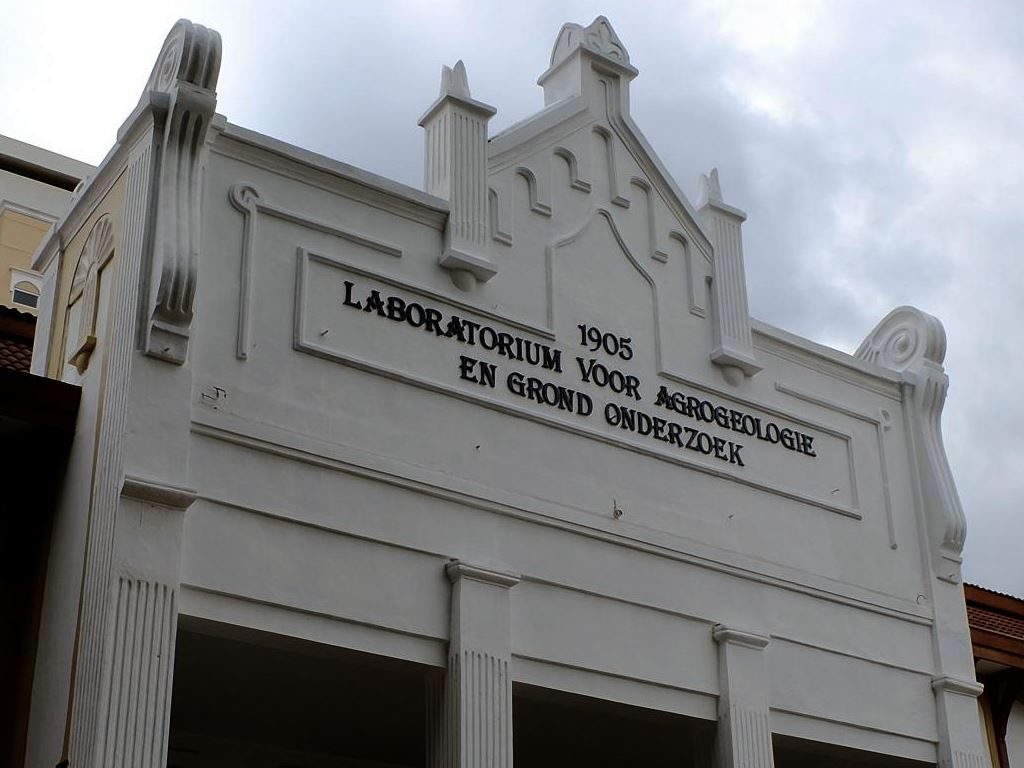 1905
LABORATORIUM VOOR AGROGEOLOGIE
EN GROND ONDERZOEK